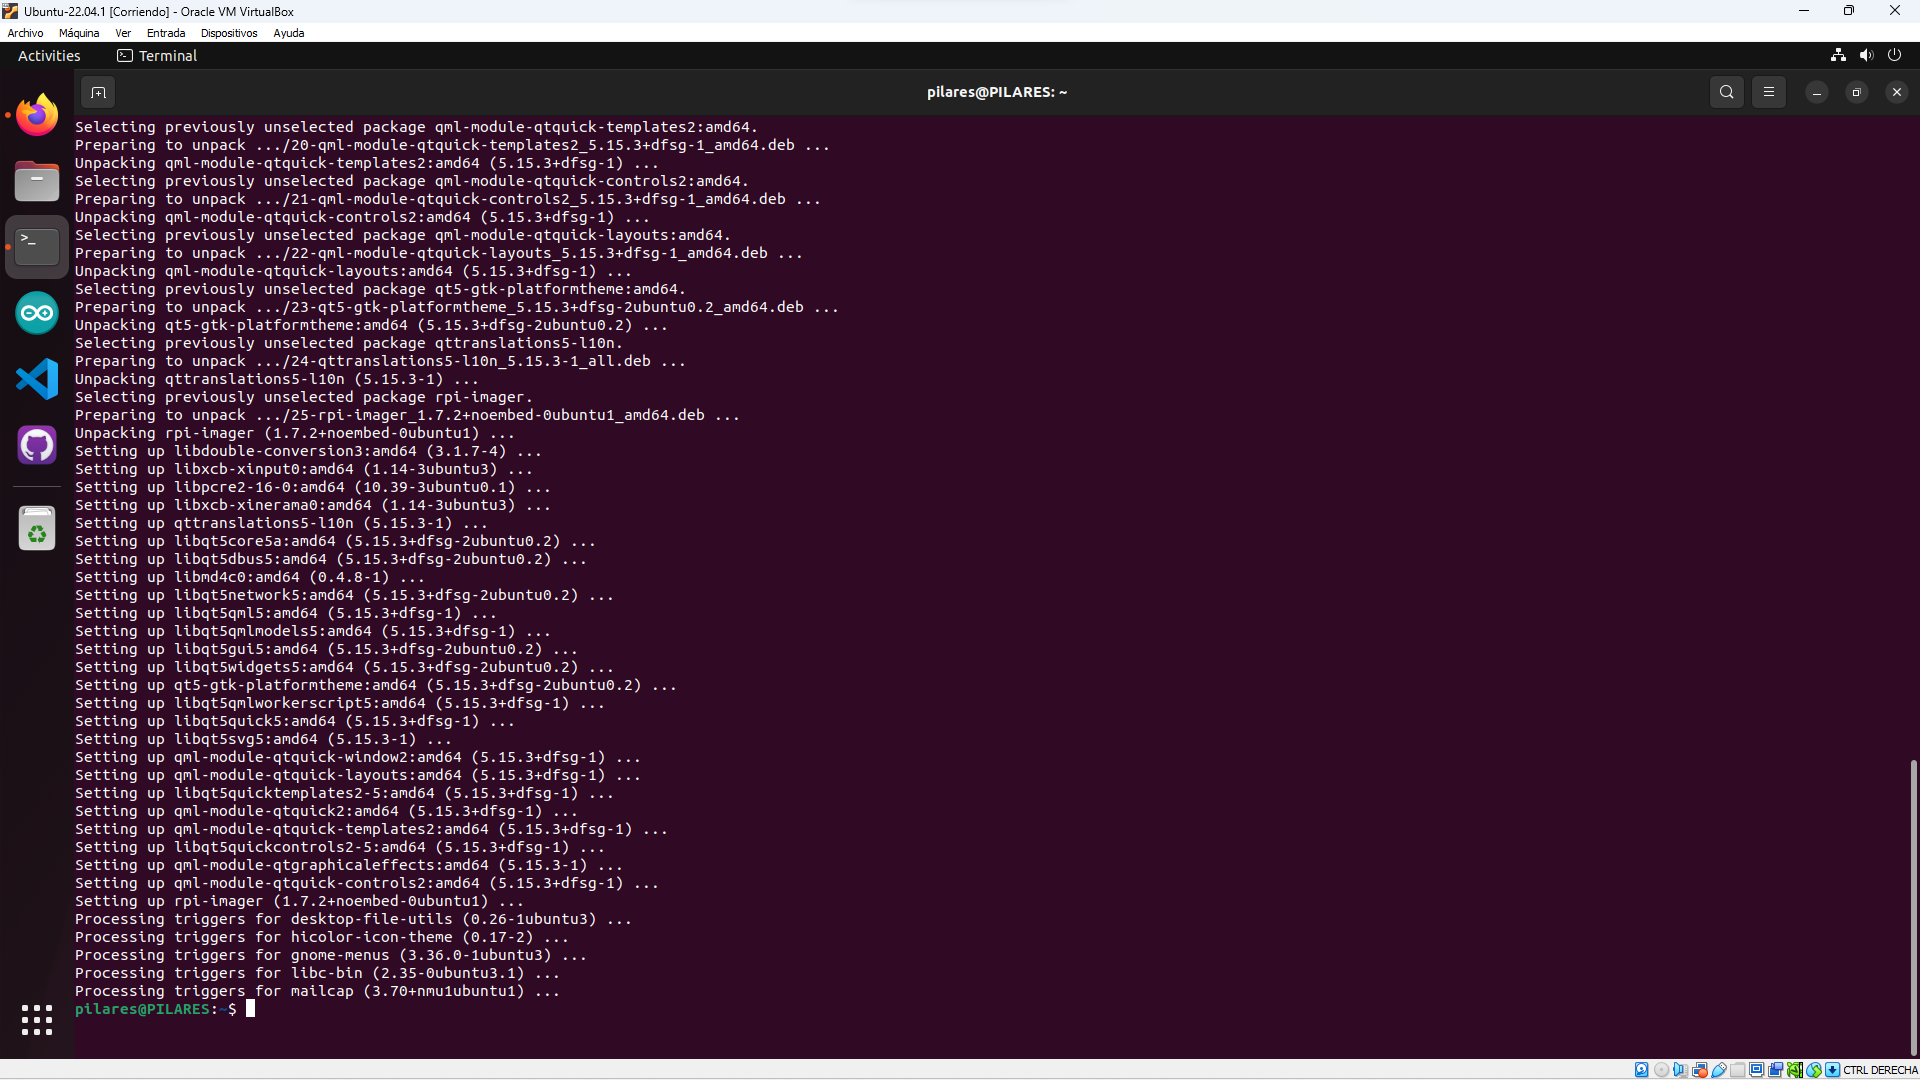 Ubuntu-22.04.1 [Corriendo] - Oracle VM VirtualBox
Archivo Máquina Ver Entrada Dispositivos Ayuda
Activities Terminal
pilares@PILARES: ~
Selecting previously unselected package qml-module-qtquick-templates2:amd64.
Preparing to unpack .../20-qml-module-qtquick-templates2_5.15.3+dfsg-1_amd64.deb ...
Unpacking qml-module-qtquick-templates2:amd64 (5.15.3+dfsg-1) ...
Selecting previously unselected package qml-module-qtquick-controls2:amd64.
Preparing to unpack .../21-qml-module-qtquick-controls2_5.15.3+dfsg-1_amd64.deb ...
Unpacking qml-module-qtquick-controls2:amd64 (5.15.3+dfsg-1) ...
Selecting previously unselected package qml-module-qtquick-layouts:amd64.
Preparing to unpack .../22-qml-module-qtquick-layouts_5.15.3+dfsg-1_amd64.deb ...
Unpacking qml-module-qtquick-layouts:amd64 (5.15.3+dfsg-1) ...
Selecting previously unselected package qt5-gtk-platformtheme:amd64.
Preparing to unpack .../23-qt5-gtk-platformtheme_5.15.3+dfsg-2ubuntu0.2_amd64.deb ...
Unpacking qt5-gtk-platformtheme:amd64 (5.15.3+dfsg-2ubuntu0.2) ...
Selecting previously unselected package qttranslations5-l10n.
Preparing to unpack .../24-qttranslations5-l10n_5.15.3-1_all.deb ...
Unpacking qttranslations5-l10n (5.15.3-1) ...
Selecting previously unselected package rpi-imager.
Preparing to unpack .../25-rpi-imager_1.7.2+noembed-0ubuntu1_amd64.deb ...
Unpacking rpi-imager (1.7.2+noembed-0ubuntu1) ...
Setting up libdouble-conversion3:amd64 (3.1.7-4) ...
Setting up libxcb-xinput0:amd64 (1.14-3ubuntu3) ...
Setting up libpcre2-16-0:amd64 (10.39-3ubuntu0.1) ...
Setting up libxcb-xinerama0:amd64 (1.14-3ubuntu3) ...
Setting up qttranslations5-l10n (5.15.3-1) ...
Setting up libqt5core5a:amd64 (5.15.3+dfsg-2ubuntu0.2) ...
Setting up libqt5dbus5:amd64 (5.15.3+dfsg-2ubuntu0.2) ...
Setting up libmd4c0:amd64 (0.4.8-1) ...
Setting up libqt5network5:amd64 (5.15.3+dfsg-2ubuntu0.2) ...
Setting up libqt5qml5:amd64 (5.15.3+dfsg-1) ...
Setting up libqt5qmlmodels5:amd64 (5.15.3+dfsg-1) ...
Setting up libqt5gui5:amd64 (5.15.3+dfsg-2ubuntu0.2) ...
Setting up libqt5widgets5:amd64 (5.15.3+dfsg-2ubuntu0.2) ...
Setting up qt5-gtk-platformtheme:amd64 (5.15.3+dfsg-2ubuntu0.2) ...
Setting up libqt5qmlworkerscript5:amd64 (5.15.3+dfsg-1) ...
Setting up libqt5quick5:amd64 (5.15.3+dfsg-1) ...
Setting up libqt5svg5:amd64 (5.15.3-1) ...
Setting up qml-module-qtquick-window2:amd64 (5.15.3+dfsg-1) ...
Setting up qml-module-qtquick-layouts:amd64 (5.15.3+dfsg-1) ...
Setting up libqt5quicktemplates2-5:amd64 (5.15.3+dfsg-1) ...
Setting up qml-module-qtquick2:amd64 (5.15.3+dfsg-1) ...
Setting up qml-module-qtquick-templates2:amd64 (5.15.3+dfsg-1) ...
Setting up libqt5quickcontrols2-5:amd64 (5.15.3+dfsg-1) ...
Setting up qml-module-qtgraphicaleffects:amd64 (5.15.3-1) ...
Setting up qml-module-qtquick-controls2:amd64 (5.15.3+dfsg-1) ...
Setting up rpi-imager (1.7.2+noembed-0ubuntu1) ...
Processing triggers for desktop-file-utils (0.26-1ubuntu3) ...
Processing triggers for hicolor-icon-theme (0.17-2) ...
Processing triggers for gnome-menus (3.36.0-1ubuntu3) ...
Processing triggers for libc-bin (2.35-0ubuntu3.1) ...
Processing triggers for mailcap (3.70+nmu1ubuntu1) ...
pilares@PILARES:~$
CTRL DERECHA